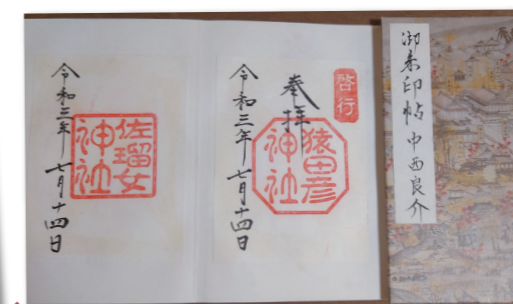 御朱印帖 中西良介
啓行
奉拝
猿田彦
神社
令和三年 七月十四日
佐瑠女
神社
令和三年 七月十四日